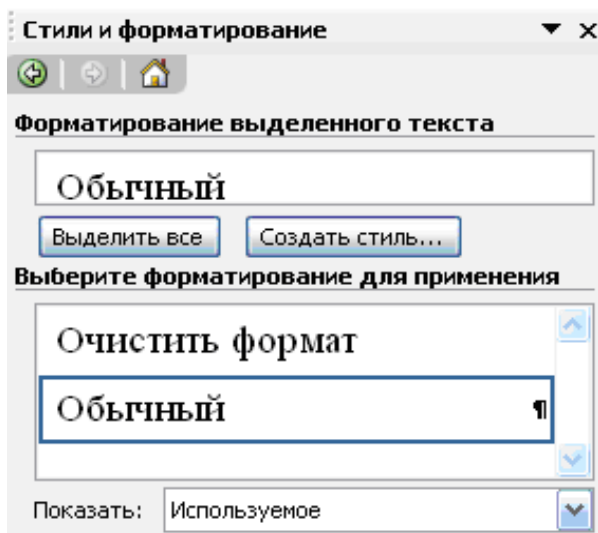 Стили и форматирование
Форматирование выделенного текста
Обычный
Выделить все Создать стиль...
Выберите форматирование для применения
Очистить формат
Обычный ¶
Показать: Используемое